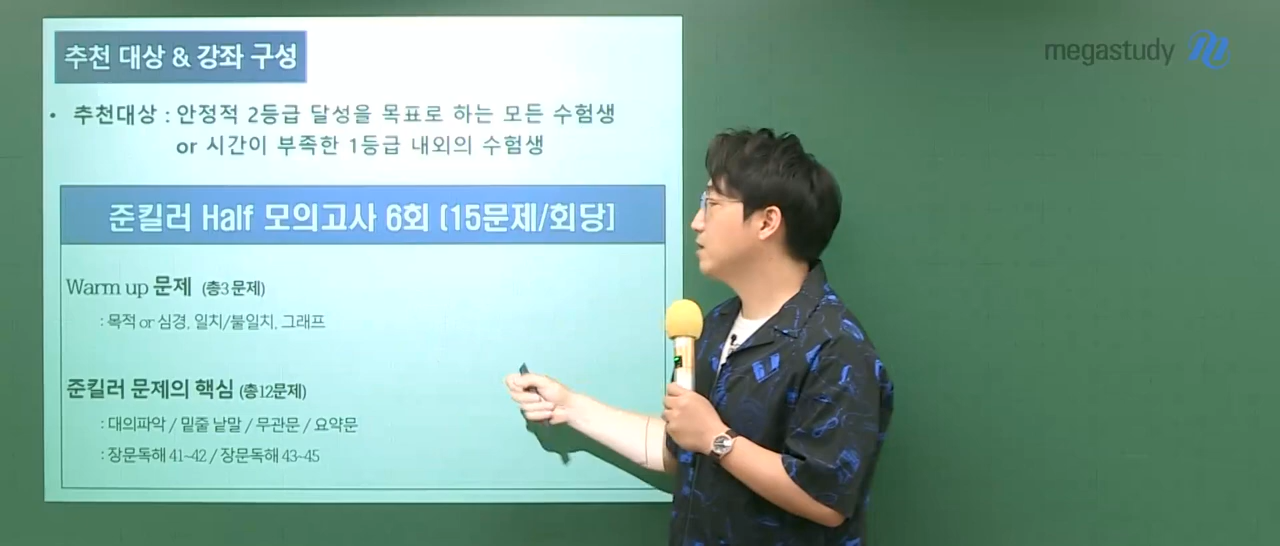 추천 대상 & 강좌 구성
megastudy
• 추천대상 : 안정적 2등급 달성을 목표로 하는 모든 수험생
or 시간이 부족한 1등급 내외의 수험생
준킬러 Half 모의고사 6회 [15문제/회당]
Warm up 문제 (총3 문제)
: 목적 or 심경, 일치/불일치, 그래프
준킬러 문제의 핵심 (총12문제)
: 대의파악 / 밑줄 낱말 / 무관문 / 요약문
: 장문독해 41~42 / 장문독해 43~45